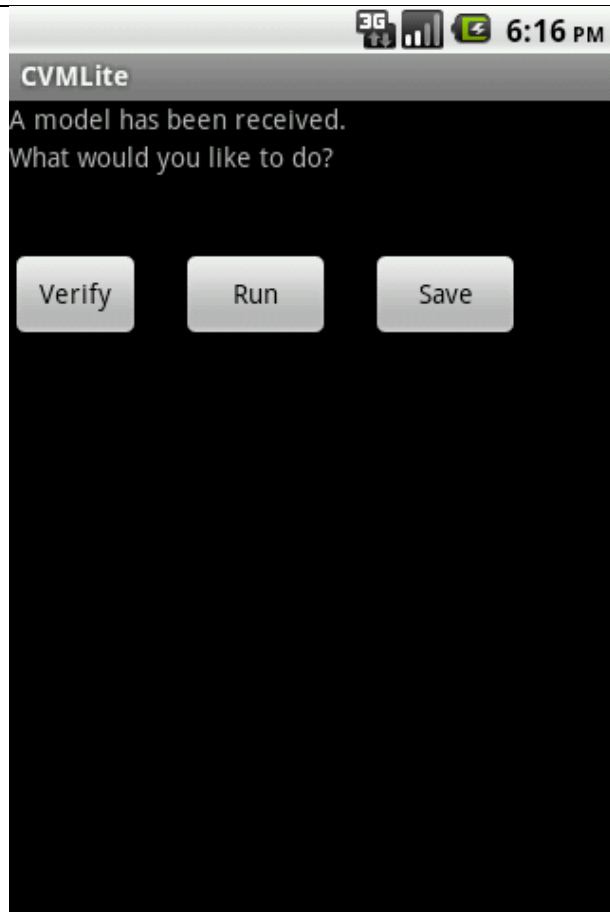 3G 6:16 PM
CVMLite
A model has been received.
What would you like to do?
Verify Run Save